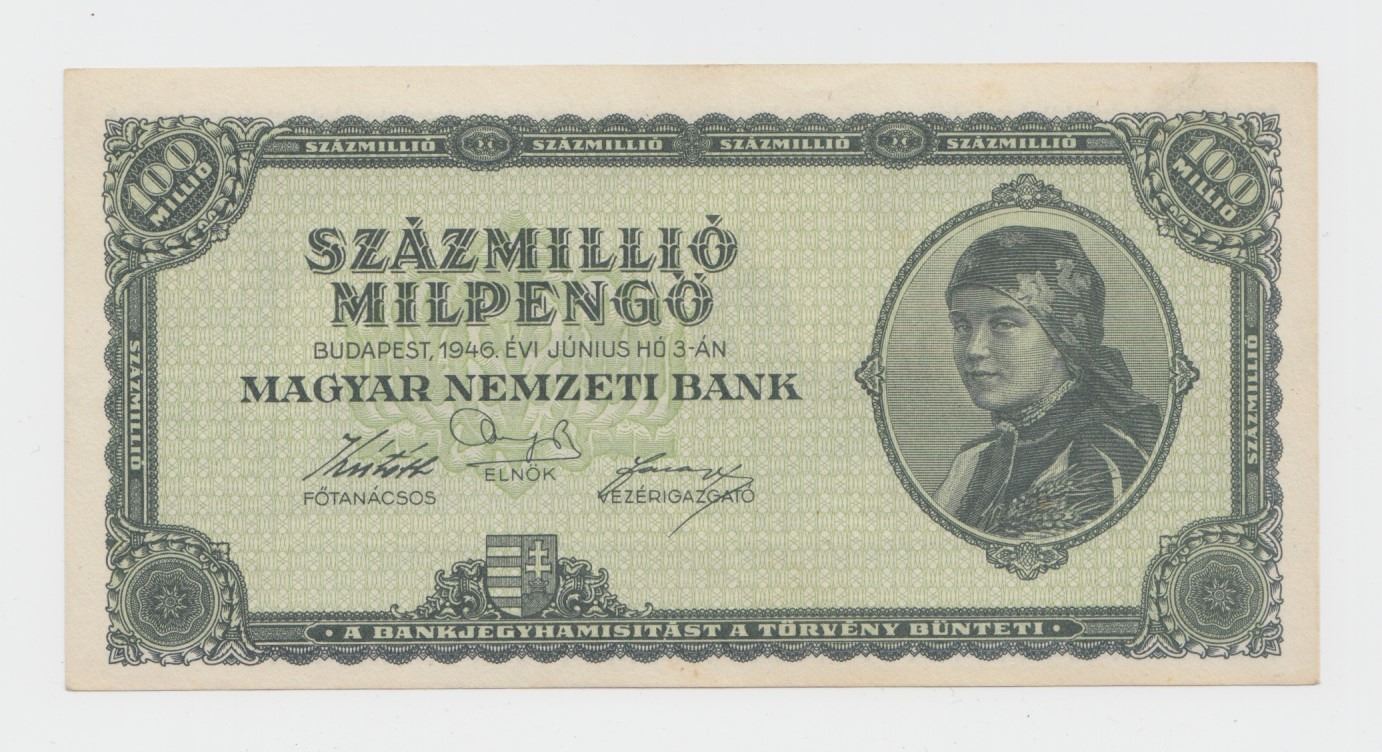 SZÁZMILLIÓ SZÁZMILLIÓ SZÁZMILLIÓ SZÁZMILLIÓ
100 MILLIÓ
100 MILLIÓ
SZÁZMILLIÓ
MILPENGŐ
BUDAPEST, 1946. ÉVI JÚNIUS HÓ 3-ÁN
MAGYAR NEMZETI BANK
FŐTANÁCSOS
ELNÖK
VEZÉRIGAZGATÓ
SZÁZMILLIÓ
SZÁZMILLIÓ
· A BANKJEGYHAMISITÁST A TÖRVÉNY BÜNTETI ·